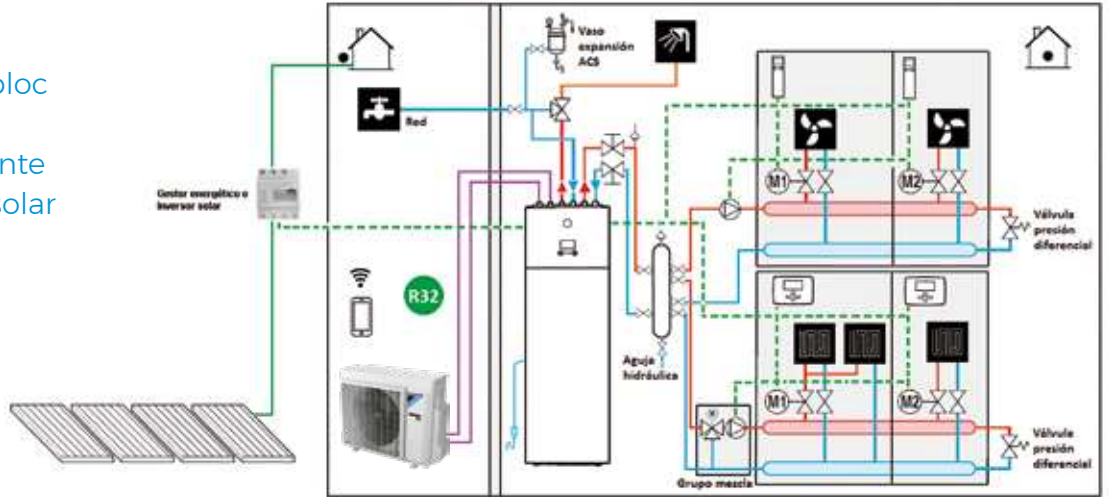 bloc
nte
solar
Vaso
expansión
ACS
Red
Gestor energético o
Inversor solar
R32
M1
M2
Válvula
presión
diferencial
Aguja
hidráulica
M1
M2
Válvula
presión
diferencial
Grupo mezcla